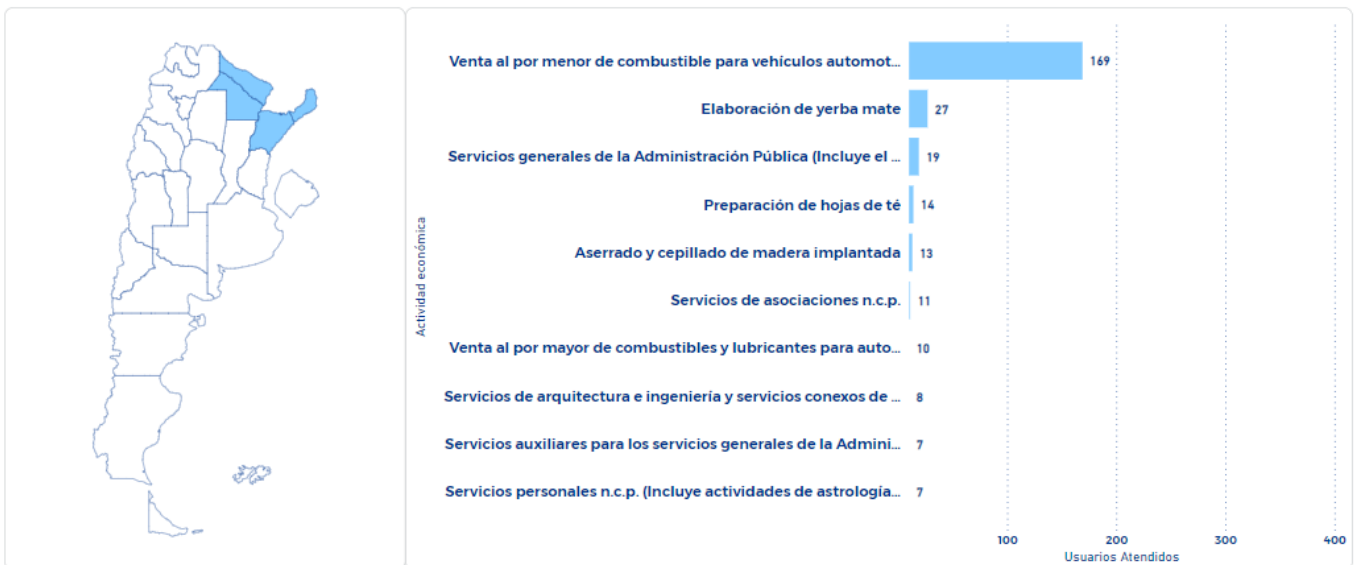 Venta al por menor de combustible para vehículos automot... 169
Elaboración de yerba mate 27
Servicios generales de la Administración Pública (Incluye el ... 19
Preparación de hojas de té 14
Aserrado y cepillado de madera implantada 13
Servicios de asociaciones n.c.p. 11
Venta al por mayor de combustibles y lubricantes para auto... 10
Servicios de arquitectura e ingeniería y servicios conexos de ... 8
Servicios auxiliares para los servicios generales de la Admini... 7
Servicios personales n.c.p. (Incluye actividades de astrología... 7
Actividad económica
100 200 300 400
Usuarios Atendidos